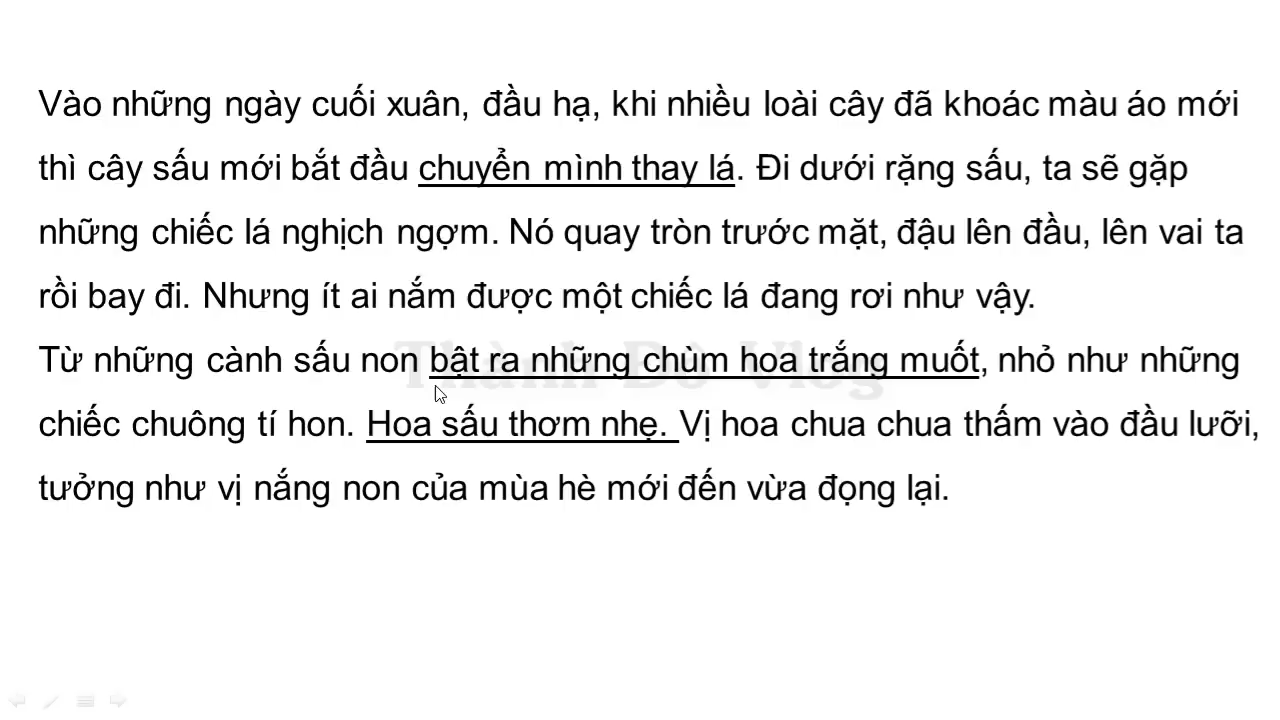 Vào những ngày cuối xuân, đầu hạ, khi nhiều loài cây đã khoác màu áo mới
thì cây sấu mới bắt đầu chuyển mình thay lá. Đi dưới rặng sấu, ta sẽ gặp
những chiếc lá nghịch ngợm. Nó quay tròn trước mặt, đậu lên đầu, lên vai ta
rồi bay đi. Nhưng ít ai nắm được một chiếc lá đang rơi như vậy.
Từ những cành sấu non bật ra những chùm hoa trắng muốt, nhỏ như những
chiếc chuông tí hon. Hoa sấu thơm nhẹ. Vị hoa chua chua thấm vào đầu lưỡi,
tưởng như vị nắng non của mùa hè mới đến vừa đọng lại.
Thành Đô Vlog